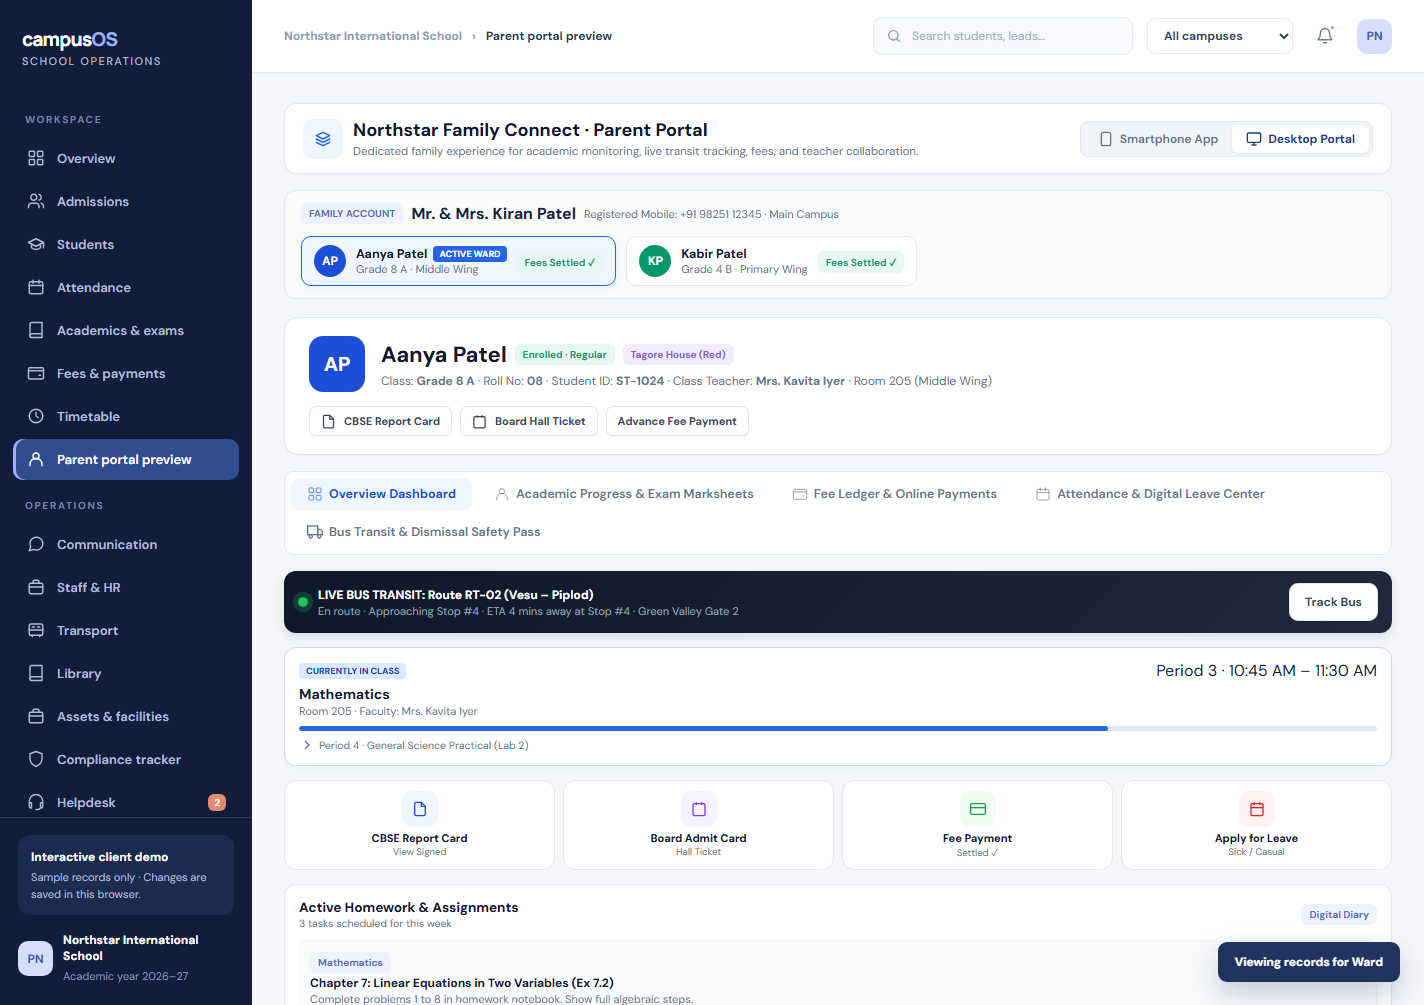 campusOS
SCHOOL OPERATIONS
WORKSPACE
Overview
Admissions
Students
Attendance
Academics & exams
Fees & payments
Timetable
Parent portal preview
OPERATIONS
Communication
Staff & HR
Transport
Library
Assets & facilities
Compliance tracker
Helpdesk 2
Interactive client demo
Sample records only · Changes are
saved in this browser.
PN
Northstar International
School
Academic year 2026–27
Northstar International School › Parent portal preview
Search students, leads...
All campuses
PN
Northstar Family Connect · Parent Portal
Dedicated family experience for academic monitoring, live transit tracking, fees, and teacher collaboration.
Smartphone App
Desktop Portal
FAMILY ACCOUNT Mr. & Mrs. Kiran Patel Registered Mobile: +91 98251 12345 · Main Campus
AP
Aanya Patel ACTIVE WARD
Grade 8 A · Middle Wing
Fees Settled ✓
KP
Kabir Patel
Grade 4 B · Primary Wing
Fees Settled ✓
AP
Aanya Patel Enrolled · Regular Tagore House (Red)
Class: Grade 8 A · Roll No: 08 · Student ID: ST-1024 · Class Teacher: Mrs. Kavita Iyer · Room 205 (Middle Wing)
CBSE Report Card
Board Hall Ticket
Advance Fee Payment
Overview Dashboard
Academic Progress & Exam Marksheets
Fee Ledger & Online Payments
Attendance & Digital Leave Center
Bus Transit & Dismissal Safety Pass
LIVE BUS TRANSIT: Route RT-02 (Vesu – Piplod)
En route · Approaching Stop #4 · ETA 4 mins away at Stop #4 · Green Valley Gate 2
Track Bus
CURRENTLY IN CLASS
Period 3 · 10:45 AM – 11:30 AM
Mathematics
Room 205 · Faculty: Mrs. Kavita Iyer
Period 4 · General Science Practical (Lab 2)
CBSE Report Card
View Signed
Board Admit Card
Hall Ticket
Fee Payment
Settled ✓
Apply for Leave
Sick / Casual
Active Homework & Assignments
3 tasks scheduled for this week
Digital Diary
Mathematics
Chapter 7: Linear Equations in Two Variables (Ex 7.2)
Complete problems 1 to 8 in homework notebook. Show full algebraic steps.
Viewing records for Ward